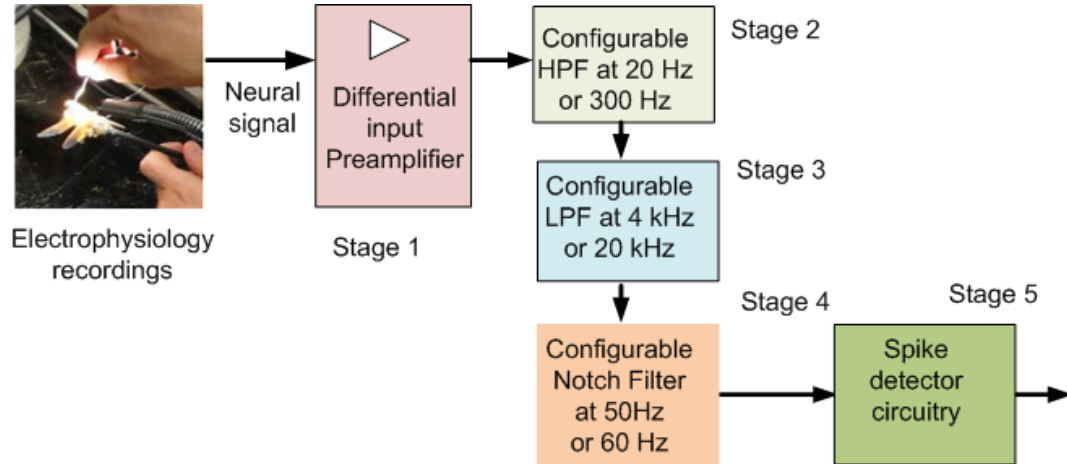 Electrophysiology
recordings
Neural
signal
Differential
input
Preamplifier
Stage 1
Configurable
HPF at 20 Hz
or 300 Hz
Stage 2
Configurable
LPF at 4 kHz
or 20 kHz
Stage 3
Configurable
Notch Filter
at 50Hz
or 60 Hz
Stage 4
Spike
detector
circuitry
Stage 5